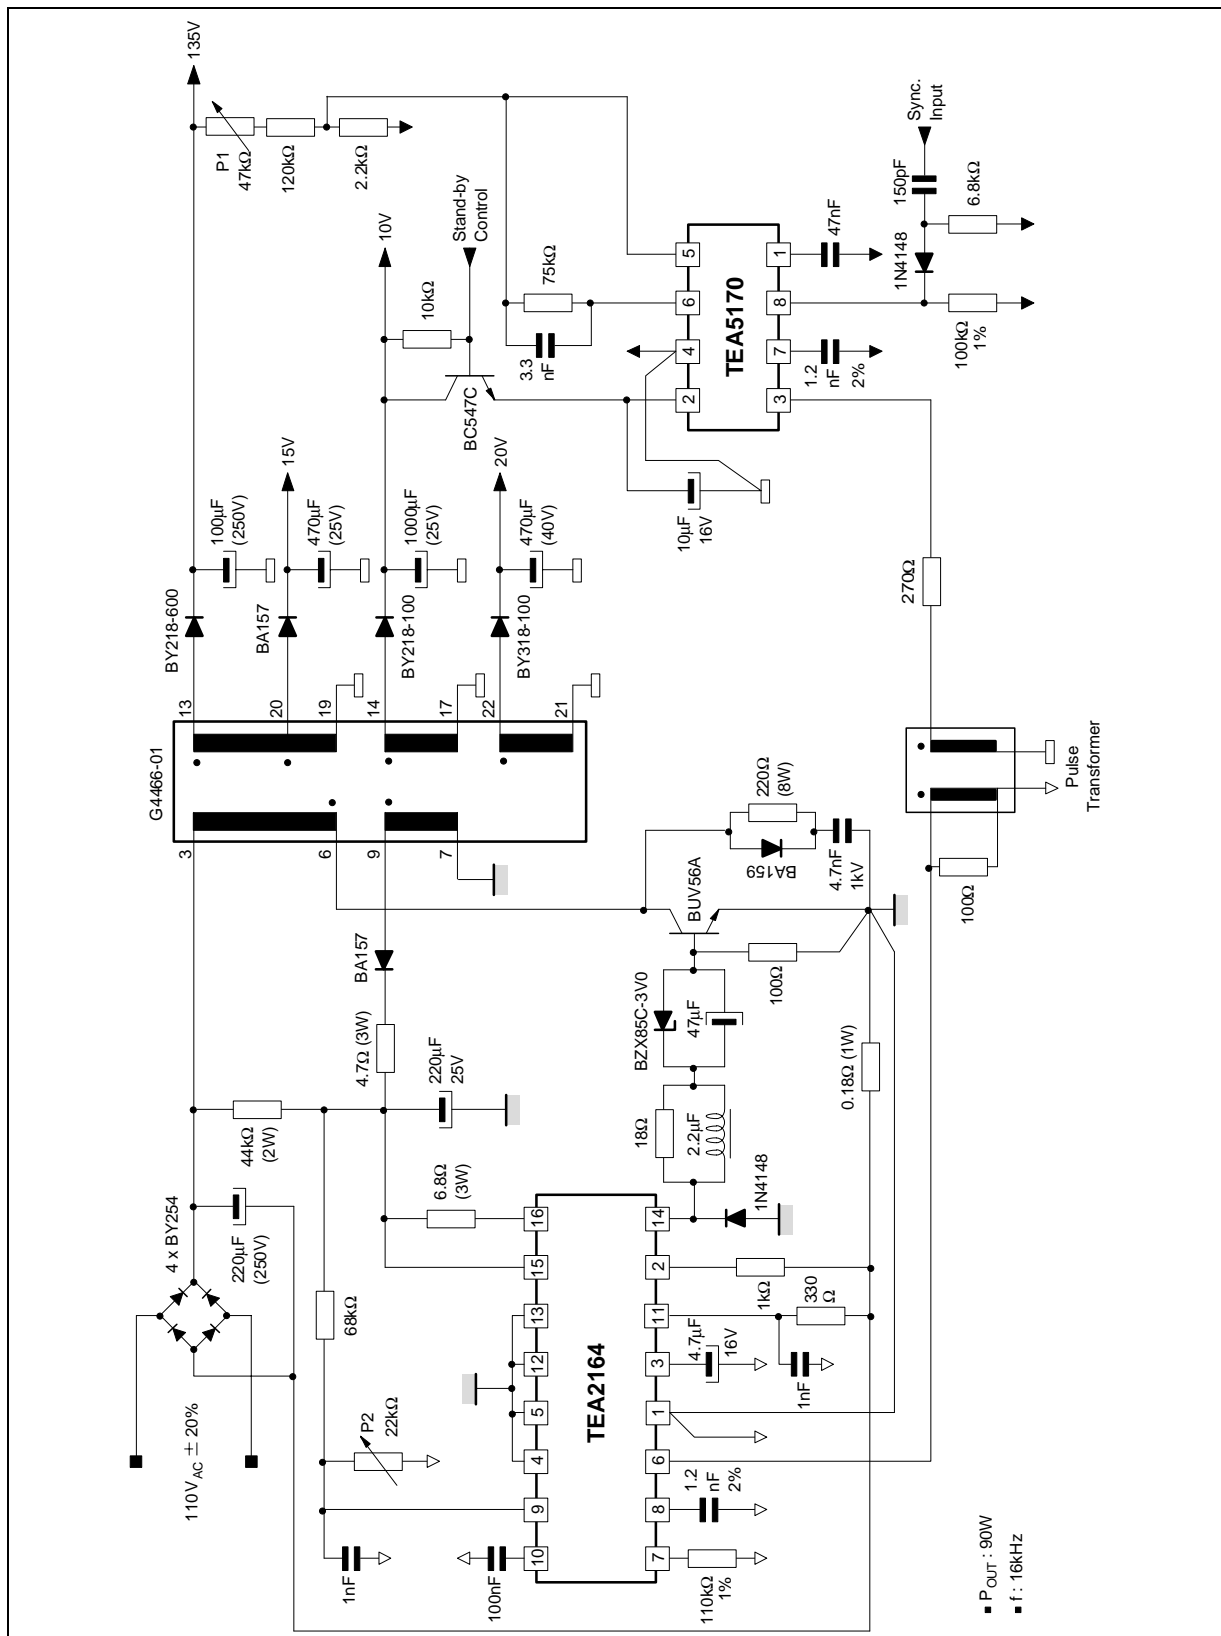 110V AC ± 20%
4 x BY254
220µF
(250V)
44kΩ
(2W)
68kΩ
P2
22kΩ
1nF
100nF
220µF
25V
4.7Ω (3W)
BA157
6.8Ω
(3W)
10
9
4
5
12
13
15
16
TEA2164
7
8
6
1
3
11
2
14
110kΩ
1%
1.2
nF
2%
4.7µF
16V
1nF
330
Ω
1kΩ
1N4148
18Ω
2.2µF
BZX85C-3V0
47µF
100Ω
BUV56A
0.18Ω (1W)
BA159
220Ω
(8W)
4.7nF
1kV
G4466-01
3
6
9
7
13
20
19
14
17
22
21
BY218-600
100µF
(250V)
BA157
470µF
(25V)
15V
BY218-100
1000µF
(25V)
BY318-100
470µF
(40V)
20V
135V
P1
47kΩ
120kΩ
2.2kΩ
10V
10kΩ
Stand-by
Control
BC547C
3.3
nF
75kΩ
10µF
16V
2
4
6
5
TEA5170
3
7
8
1
1.2
nF
2%
47nF
1N4148
150pF
Sync.
Input
100kΩ
1%
6.8kΩ
270Ω
100Ω
Pulse
Transformer
■ P OUT : 90W
■ f : 16kHz